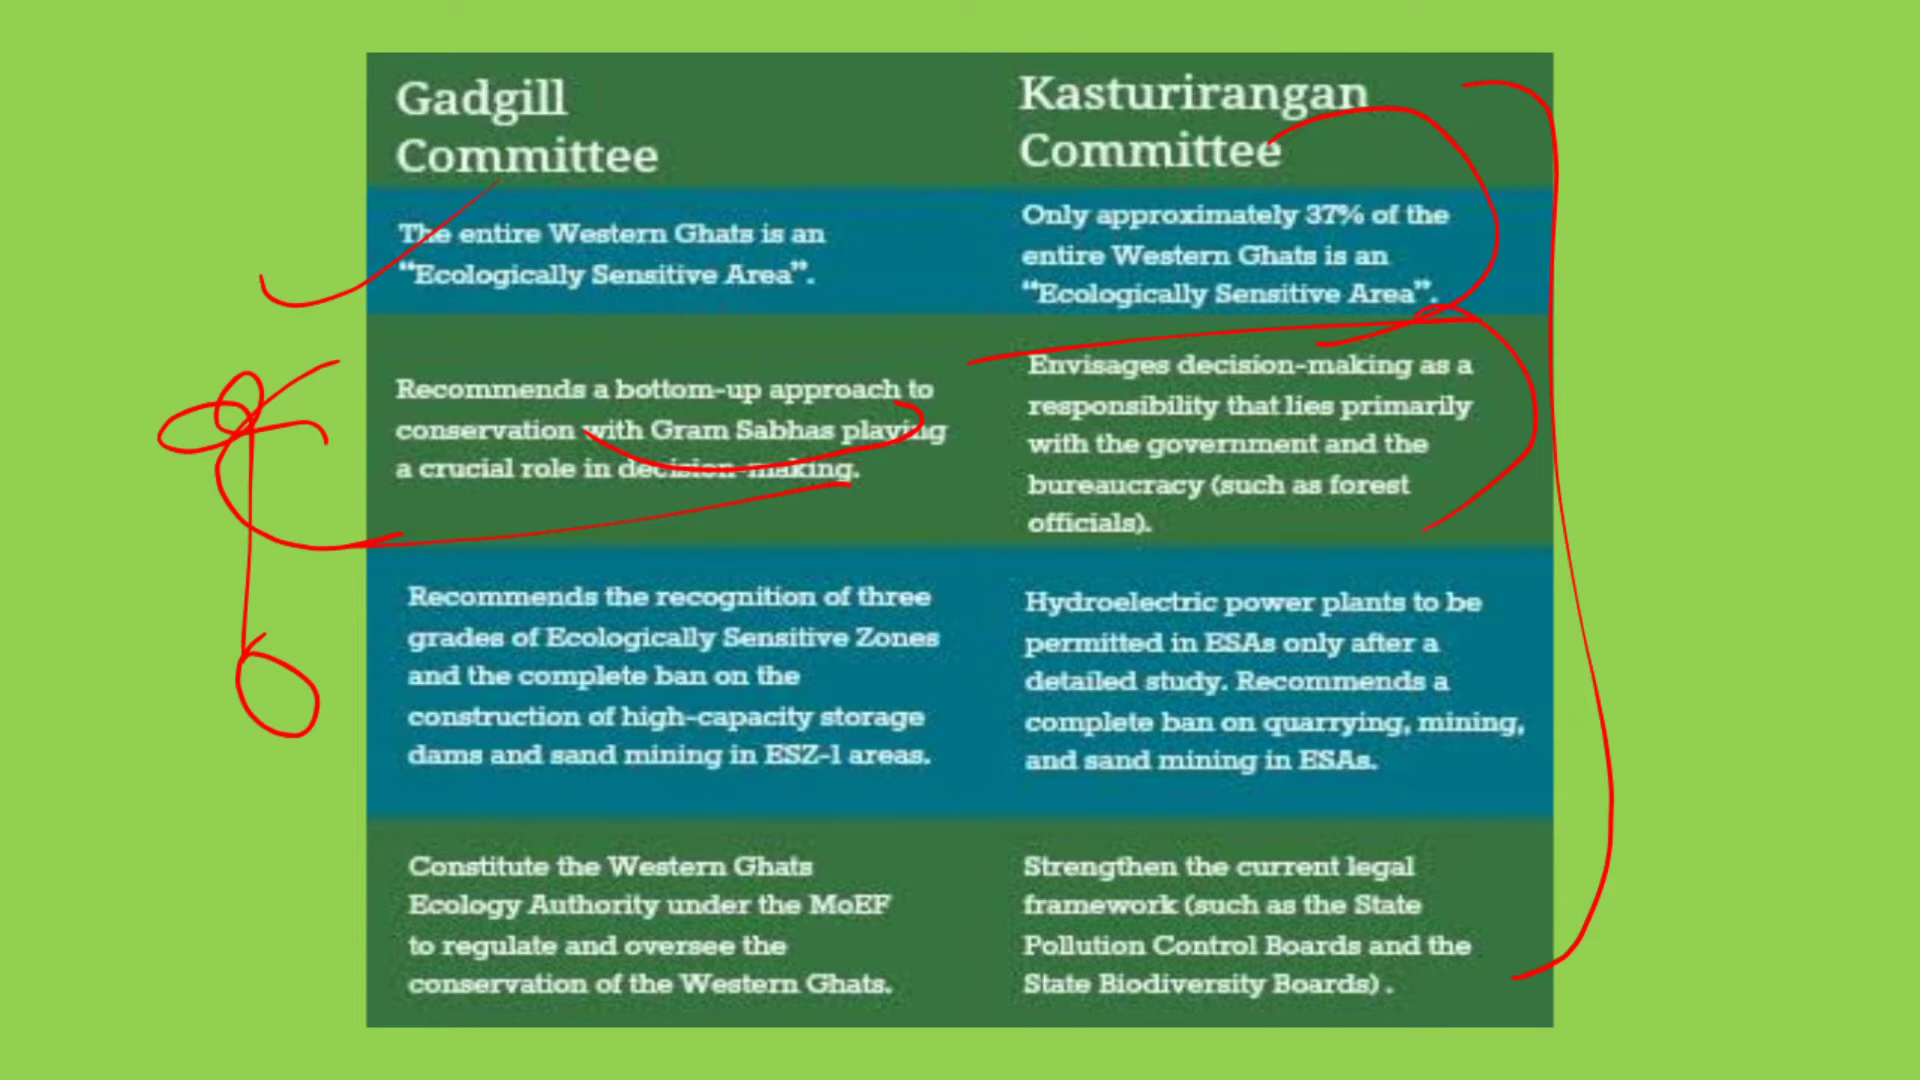 Gadgill
Committee
Kasturirangan
Committee
The entire Western Ghats is an
“Ecologically Sensitive Area”.
Only approximately 37% of the
entire Western Ghats is an
“Ecologically Sensitive Area”.
Recommends a bottom-up approach to
conservation with Gram Sabhas playing
a crucial role in decision-making.
Envisages decision-making as a
responsibility that lies primarily
with the government and the
bureaucracy (such as forest
officials).
Recommends the recognition of three
grades of Ecologically Sensitive Zones
and the complete ban on the
construction of high-capacity storage
dams and sand mining in ESZ-1 areas.
Hydroelectric power plants to be
permitted in ESAs only after a
detailed study. Recommends a
complete ban on quarrying, mining,
and sand mining in ESAs.
Constitute the Western Ghats
Ecology Authority under the MoEF
to regulate and oversee the
conservation of the Western Ghats.
Strengthen the current legal
framework (such as the State
Pollution Control Boards and the
State Biodiversity Boards) .